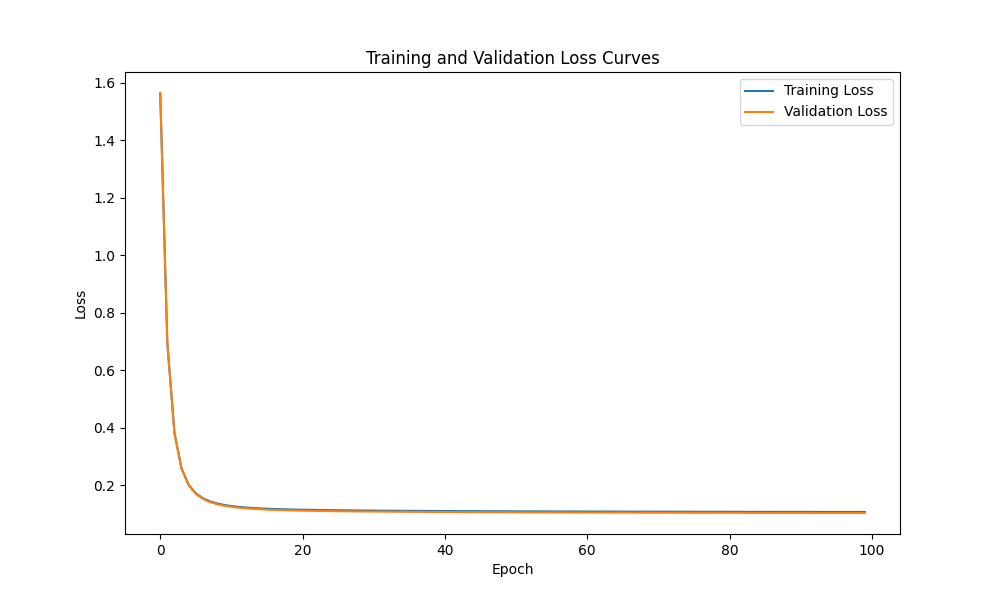 Training and Validation Loss Curves
Training Loss
Validation Loss
1.6
1.4
1.2
1.0
0.8
0.6
0.4
0.2
Loss
0 20 40 60 80 100
Epoch